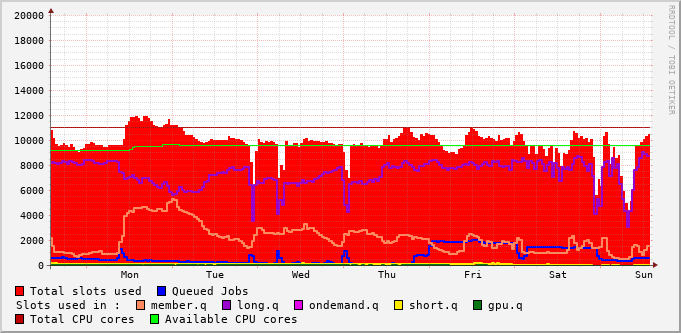 RRDTOOL / TOBI OETIKER
20000
18000
16000
14000
12000
10000
8000
6000
4000
2000
0
Mon Tue Wed Thu Fri Sat Sun
Total slots used Queued Jobs
Slots used in : member.q long.q ondemand.q short.q gpu.q
Total CPU cores Available CPU cores